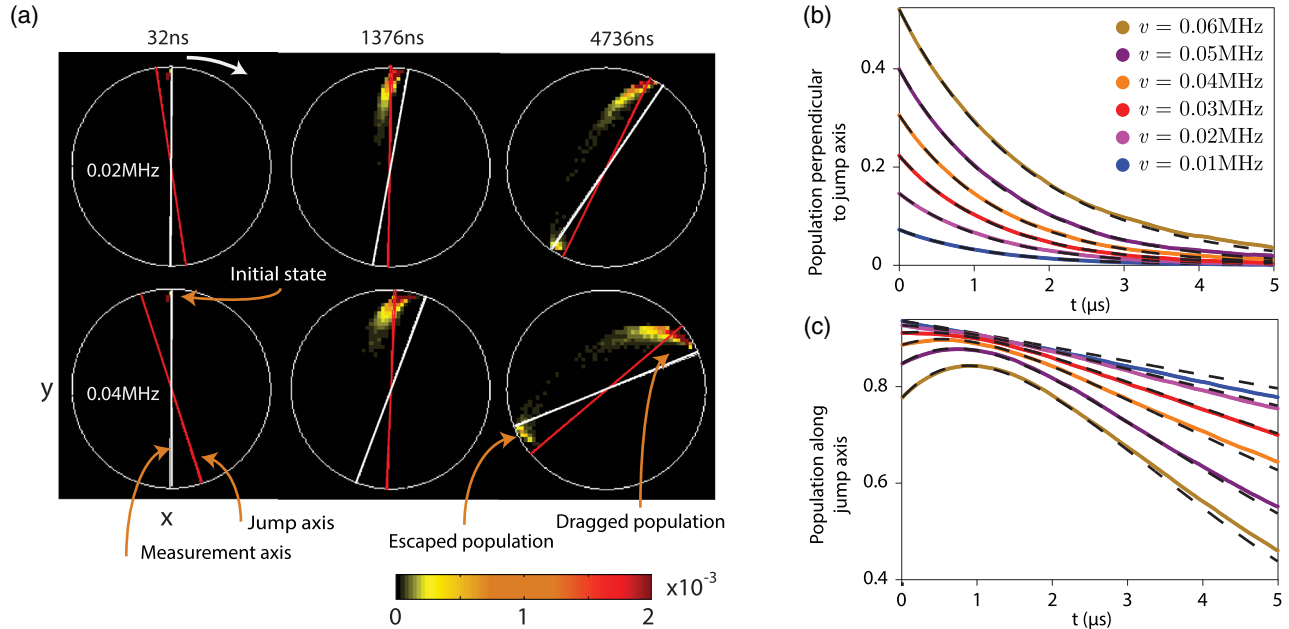 (a)
32ns
1376ns
4736ns
0.02MHz
Initial state
0.04MHz
y
x
Jump axis
Measurement axis
Escaped population
Dragged population
x10⁻³
0
1
2
(b)
Population perpendicular
to jump axis
0.4
0.2
0
v = 0.06MHz
v = 0.05MHz
v = 0.04MHz
v = 0.03MHz
v = 0.02MHz
v = 0.01MHz
0 1 2 3 4 5
t (μs)
(c)
Population along
jump axis
0.8
0.6
0.4
0 1 2 3 4 5
t (μs)